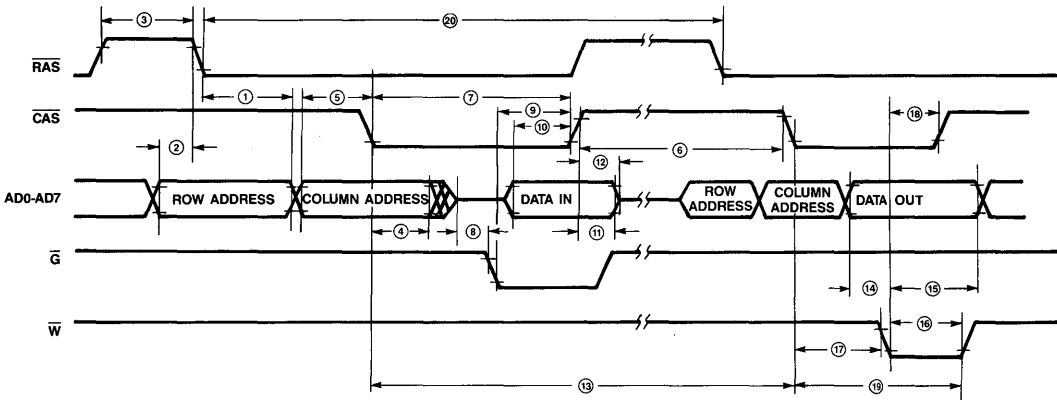 ③ ⑳
RAS
① ⑤ ⑦ ⑨ ⑱
CAS
⑩
② ⑥
⑫
AD0-AD7 ROW ADDRESS COLUMN ADDRESS DATA IN ROW ADDRESS COLUMN ADDRESS DATA OUT
④ ⑧ ⑪
G
⑭ ⑮
W
⑯
⑰
⑬ ⑲